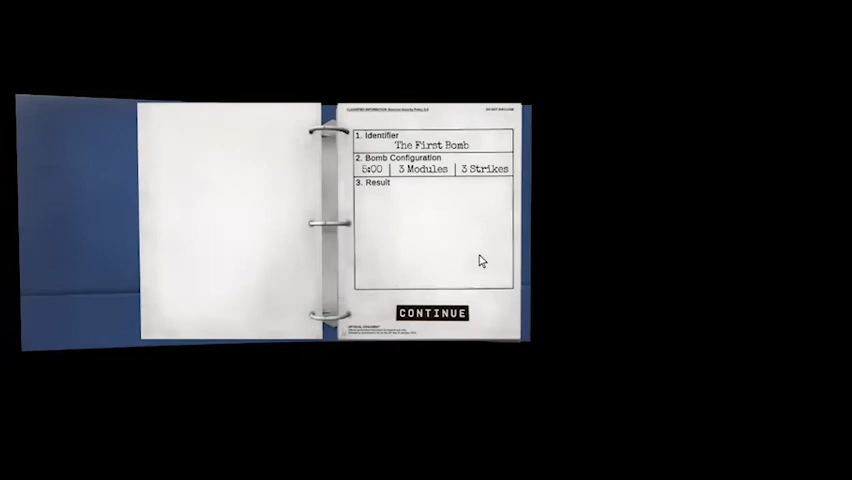 1. Identifier
The First Bomb
2. Bomb Configuration
5:00 3 Modules 3 Strikes
3. Result
CONTINUE